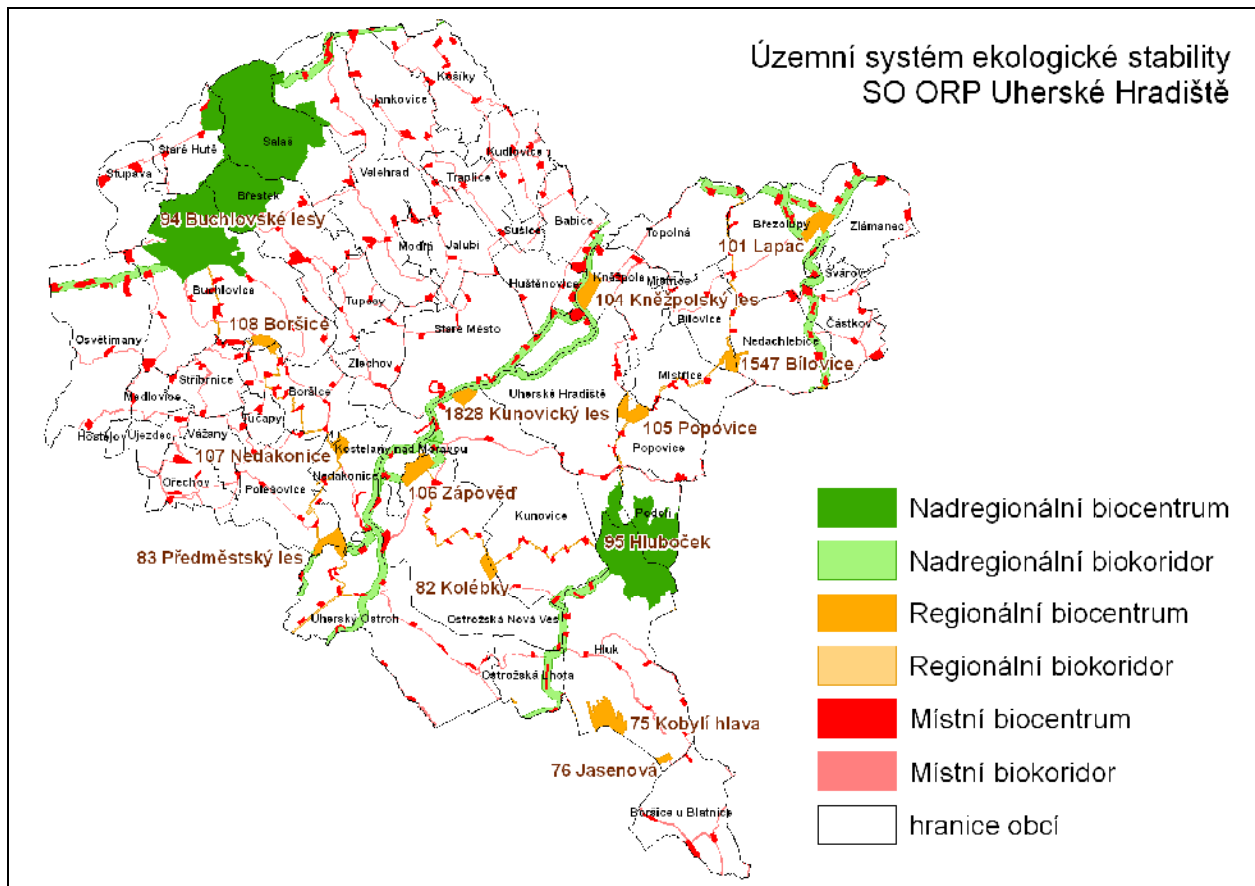 Územní systém ekologické stability
SO ORP Uherské Hradiště
Košíky
Jankovice
Salaš
Staré Hutě
Kudlovice
Stupava
Velehrad
Traplice
Břestek
94 Buchlovské lesy
Babice
Sušice
Březolupy
Zlámanec
Topolná
Modrá
Jalubí
101 Lapač
Kněžpole
Mistřice
Svárov
Huštěnovice
Buchlovice
104 Kněžpolský les
Tupesy
Bílovice
Částkov
108 Boršice
Staré Město
Osvětimany
Nedachlebice
Zlechov
1547 Bílovice
Stříbrnice
Mistřice
Medlovice
Boršice
Uherské Hradiště
1828 Kunovický les
Tučapy
105 Popovice
Hostějov
Újezdec
Vážany
Kostelany nad Moravou
Popovice
107 Nedakonice
Nedakonice
Ořechov
Polešovice
106 Zápověď
Podolí
Kunovice
95 Hluboček
83 Předměstský les
82 Kolébky
Uherský Ostroh
Ostrožská Nová Ves
Hluk
Ostrožská Lhota
75 Kobylí hlava
76 Jasenová
Boršice u Blatnice
Nadregionální biocentrum
Nadregionální biokoridor
Regionální biocentrum
Regionální biokoridor
Místní biocentrum
Místní biokoridor
hranice obcí